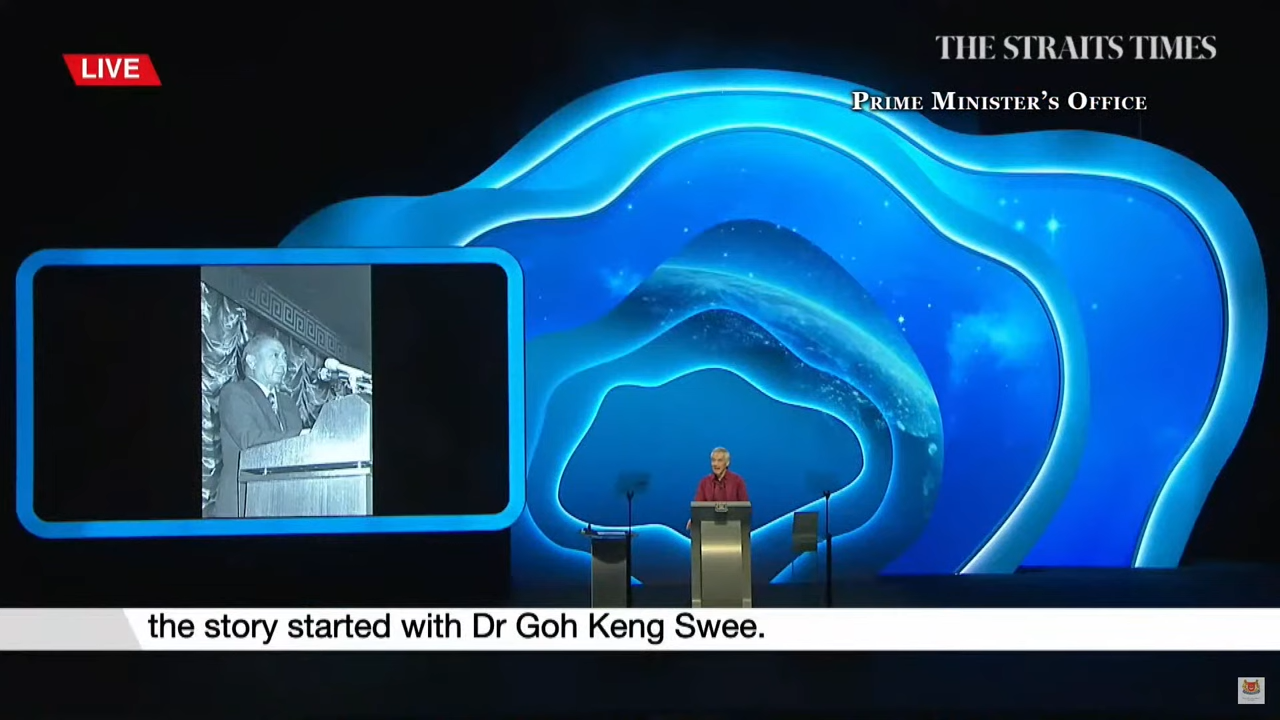 LIVE
THE STRAITS TIMES
PRIME MINISTER'S OFFICE
the story started with Dr Goh Keng Swee.